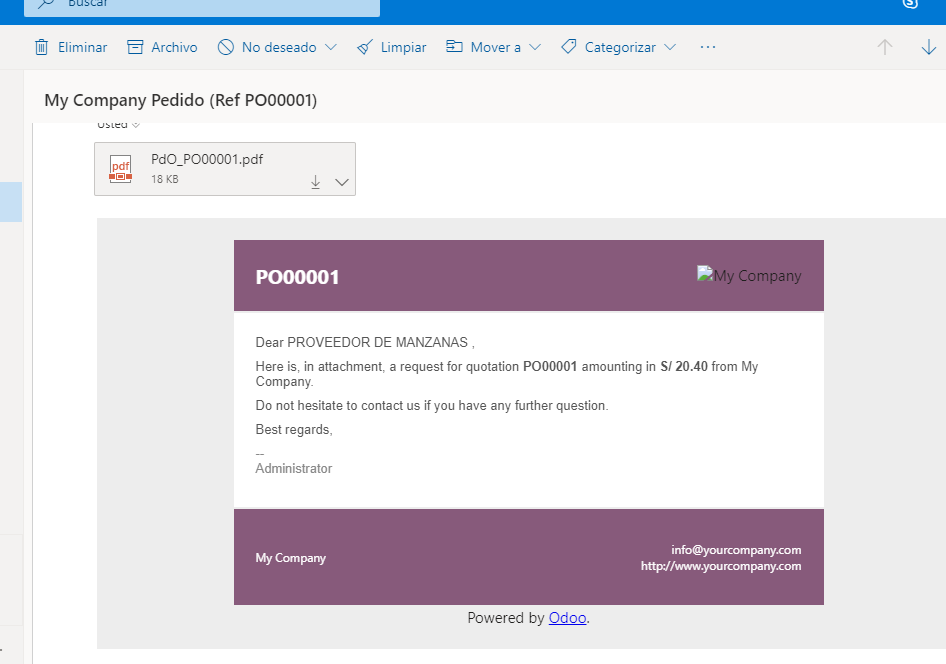 Buscar
Eliminar Archivo No deseado Limpiar Mover a Categorizar ...
My Company Pedido (Ref PO00001)
Usted
pdf
PdO_PO00001.pdf
18 KB
PO00001 My Company
Dear PROVEEDOR DE MANZANAS ,
Here is, in attachment, a request for quotation PO00001 amounting in S/ 20.40 from My
Company.
Do not hesitate to contact us if you have any further question.
Best regards,
--
Administrator
info@yourcompany.com
My Company
http://www.yourcompany.com
Powered by Odoo.